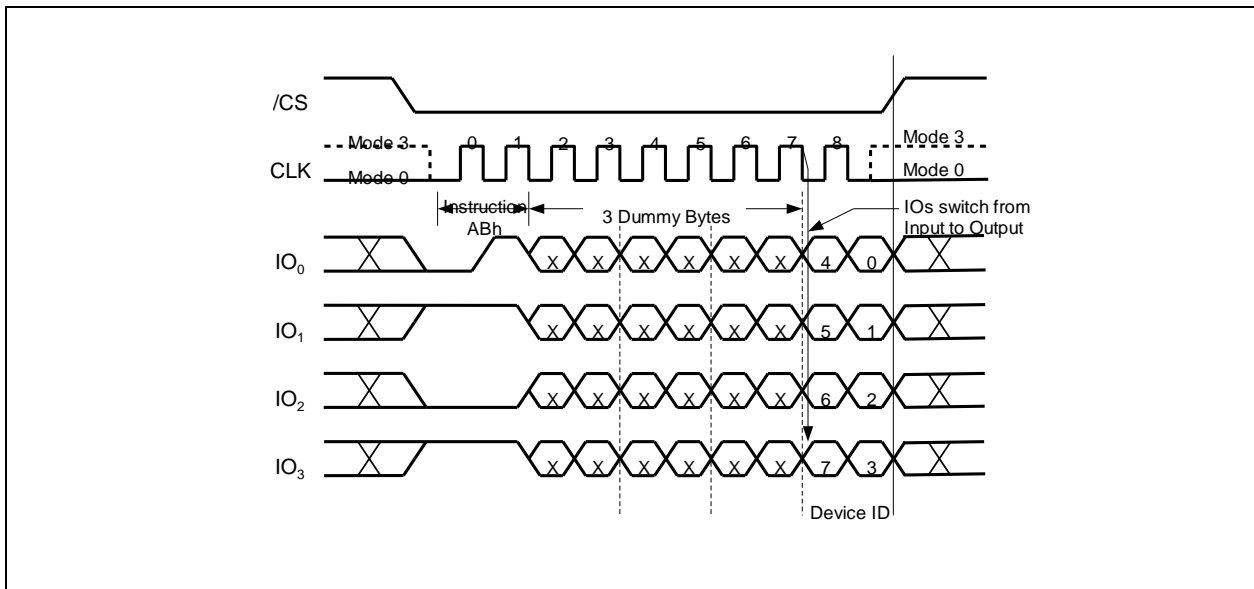 /CS
Mode 3 0 1 2 3 4 5 6 7 8 Mode 3
CLK Mode 0 Mode 0
Instruction
ABh
3 Dummy Bytes
IOs switch from
Input to Output
IO0 X X X X X X 4 0
IO1 X X X X X X 5 1
IO2 X X X X X X 6 2
IO3 X X X X X X 7 3
Device ID